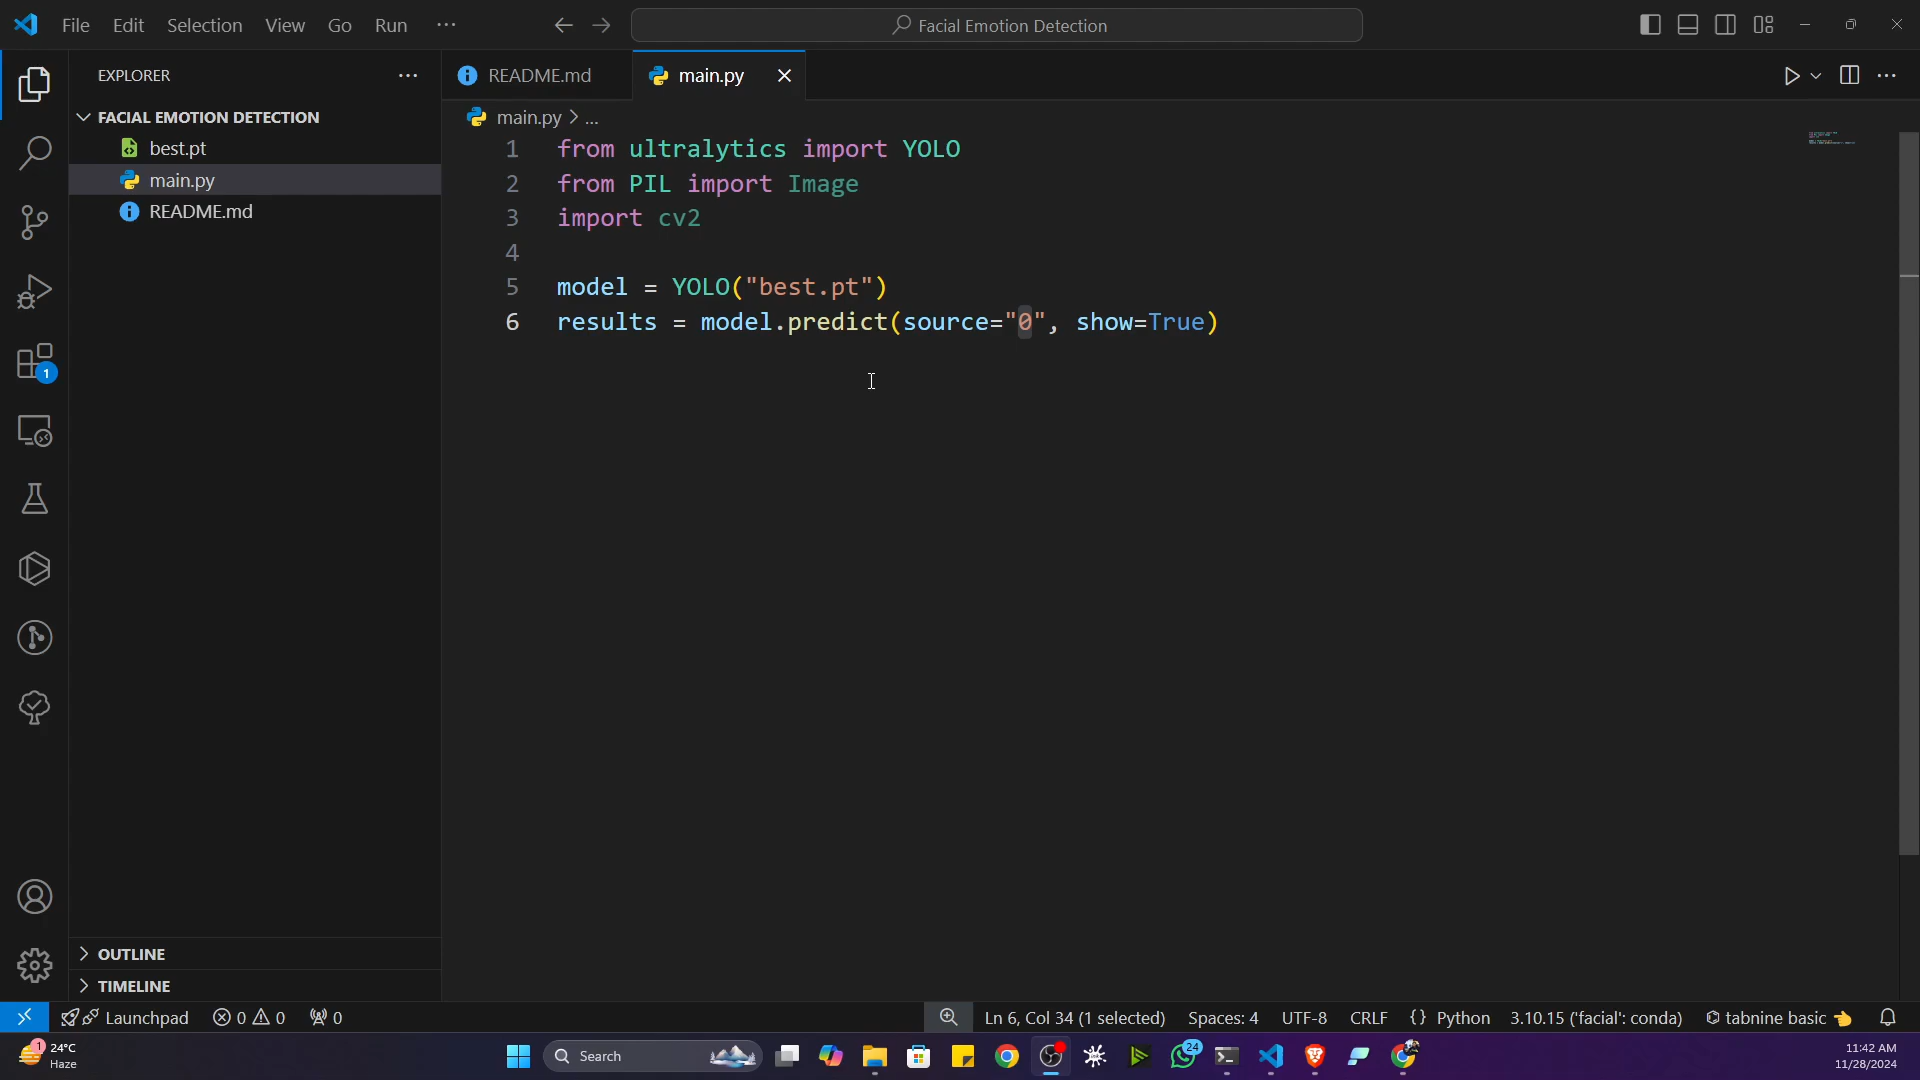 File Edit Selection View Go Run ···
Facial Emotion Detection
EXPLORER ···
FACIAL EMOTION DETECTION
best.pt
main.py
README.md
OUTLINE
TIMELINE
README.md main.py
main.py > ...
1 from ultralytics import YOLO
2 from PIL import Image
3 import cv2
4
5 model = YOLO("best.pt")
6 results = model.predict(source="0", show=True)
1
Launchpad 0 0 0 Ln 6, Col 34 (1 selected) Spaces: 4 UTF-8 CRLF {} Python 3.10.15 ('facial': conda) tabnine basic
1 24°C
Haze
Search
24
11:42 AM
11/28/2024